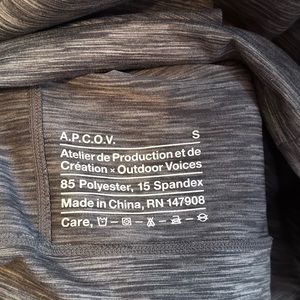 A.P.C.O.V. S
Atelier de Production et de
Création × Outdoor Voices
85 Polyester, 15 Spandex
Made in China, RN 147908
Care,